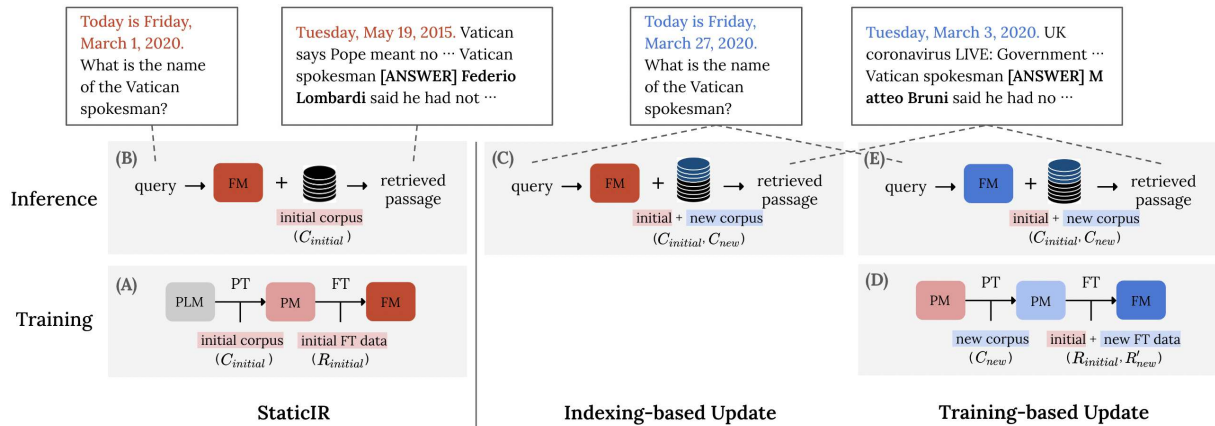 Today is Friday,
March 1, 2020.
What is the name
of the Vatican
spokesman?
Tuesday, May 19, 2015. Vatican
says Pope meant no ⋯ Vatican
spokesman [ANSWER] Federio
Lombardi said he had not ⋯
Today is Friday,
March 27, 2020.
What is the name
of the Vatican
spokesman?
Tuesday, March 3, 2020. UK
coronavirus LIVE: Government ⋯
Vatican spokesman [ANSWER] M
atteo Bruni said he had no ⋯
Inference
(B)
query
FM
+
retrieved
passage
initial corpus
(C_initial)
(C)
query
FM
+
retrieved
passage
initial + new corpus
(C_initial, C_new)
(E)
query
FM
+
retrieved
passage
initial + new corpus
(C_initial, C_new)
Training
(A)
PLM
PT
PM
FT
FM
initial corpus
(C_initial)
initial FT data
(R_initial)
(D)
PM
PT
PM
FT
FM
new corpus
(C_new)
initial + new FT data
(R_initial, R'_new)
StaticIR
Indexing-based Update
Training-based Update